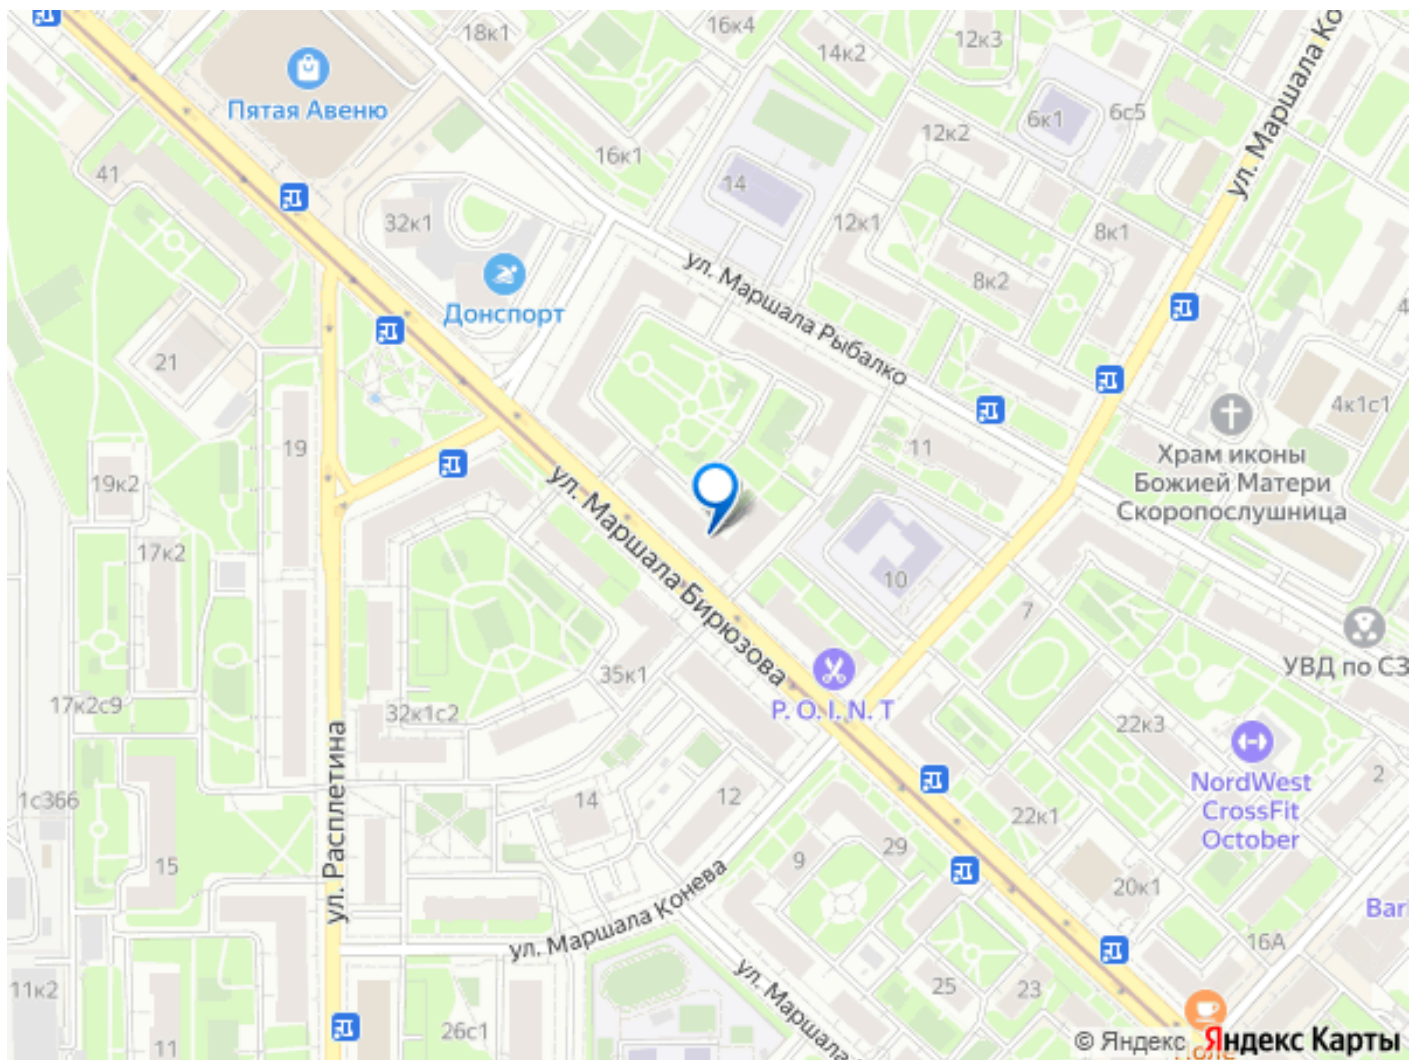 16к4
18к1
14к2
12к3
ул. Маршала Ко
Пятая Авеню
6к1
6с5
12к2
16к1
41
14
32к1
12к1
8к1
ул. Маршала Рыбалко
8к2
Донспорт
21
4
4к1с1
19
11
Храм иконы
Божией Матери
Скоропослушница
19к2
ул. Маршала Бирюзова
17к2
10
7
УВД по СЗ
35к1
17к2с9
32к1с2
P. O. I. N. T
22к3
ул. Расплетина
NordWest
CrossFit
October
2
1с366
14
12
22к1
29
9
15
20к1
ул. Маршала Конева
Bar
16А
11к2
25
23
ул. Маршала
26с1
11
© Яндекс
Яндекс Карты